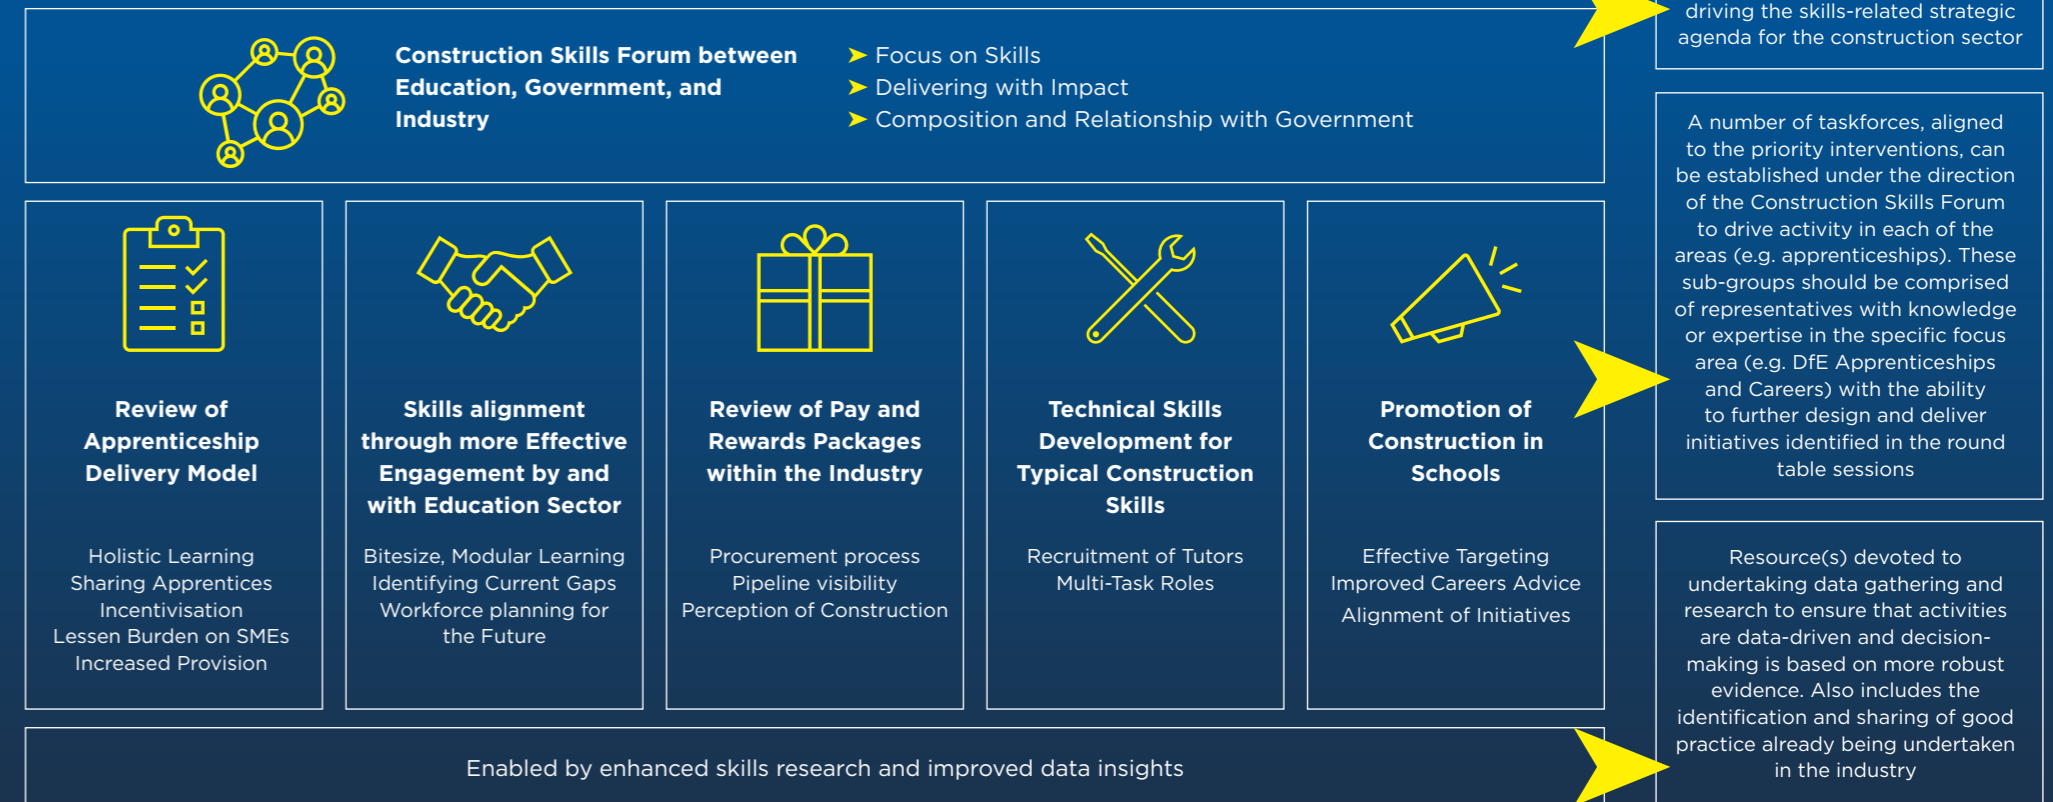 driving the skills-related strategic
agenda for the construction sector
Construction Skills Forum between
Education, Government, and
Industry
Focus on Skills
Delivering with Impact
Composition and Relationship with Government
A number of taskforces, aligned
to the priority interventions, can
be established under the direction
of the Construction Skills Forum
to drive activity in each of the
areas (e.g. apprenticeships). These
sub-groups should be comprised
of representatives with knowledge
or expertise in the specific focus
area (e.g. DfE Apprenticeships
and Careers) with the ability
to further design and deliver
initiatives identified in the round
table sessions
Review of
Apprenticeship
Delivery Model
Holistic Learning
Sharing Apprentices
Incentivisation
Lessen Burden on SMEs
Increased Provision
Skills alignment
through more Effective
Engagement by and
with Education Sector
Bitesize, Modular Learning
Identifying Current Gaps
Workforce planning for
the Future
Review of Pay and
Rewards Packages
within the Industry
Procurement process
Pipeline visibility
Perception of Construction
Technical Skills
Development for
Typical Construction
Skills
Recruitment of Tutors
Multi-Task Roles
Promotion of
Construction in
Schools
Effective Targeting
Improved Careers Advice
Alignment of Initiatives
Resource(s) devoted to
undertaking data gathering and
research to ensure that activities
are data-driven and decision-
making is based on more robust
evidence. Also includes the
identification and sharing of good
practice already being undertaken
in the industry
Enabled by enhanced skills research and improved data insights